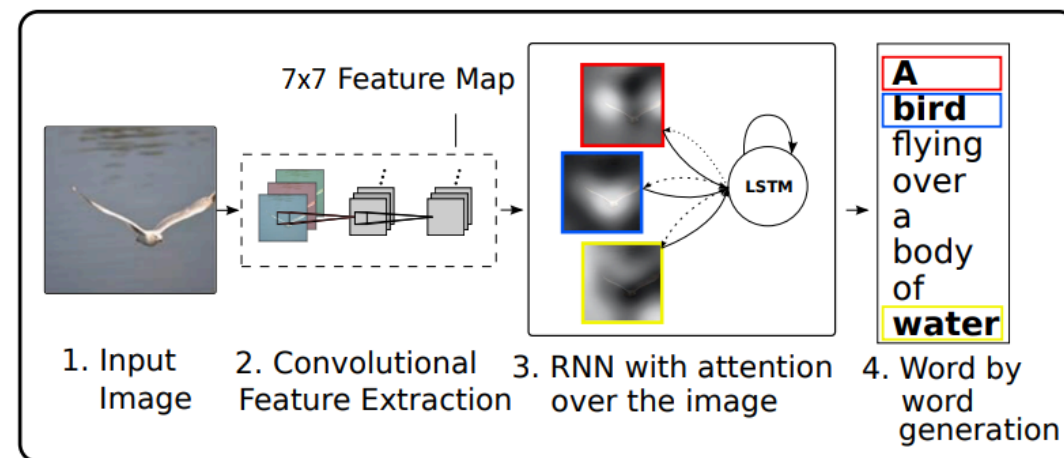 7x7 Feature Map
LSTM
A
bird
flying
over
a
body
of
water
1. Input
Image
2. Convolutional
Feature Extraction
3. RNN with attention
over the image
4. Word by
word
generation